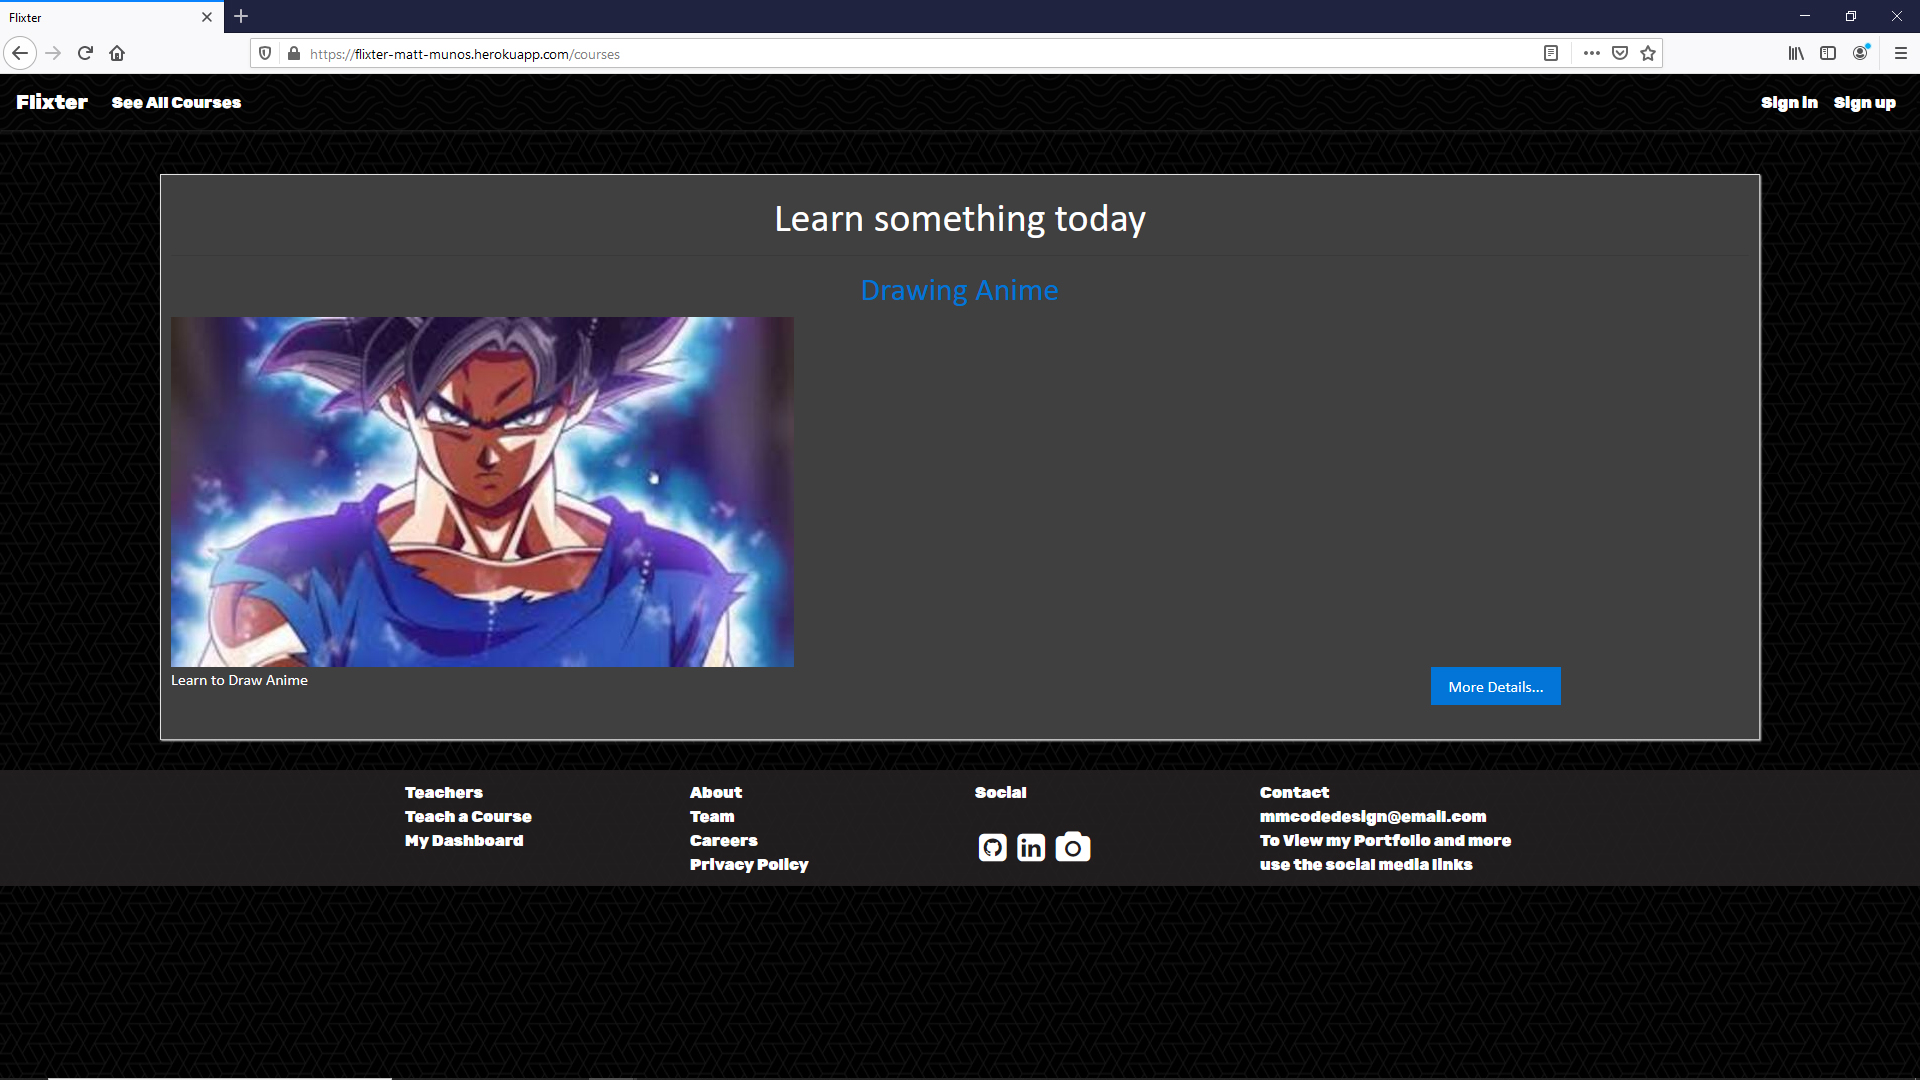 Flixter
https://flixter-matt-munos.herokuapp.com/courses
Flixter See All Courses Sign in Sign up
Learn something today
Drawing Anime
Learn to Draw Anime
More Details...
Teachers
Teach a Course
My Dashboard
About
Team
Careers
Privacy Policy
Social
in
Contact
mmcodedesign@email.com
To View my Portfolio and more
use the social media links